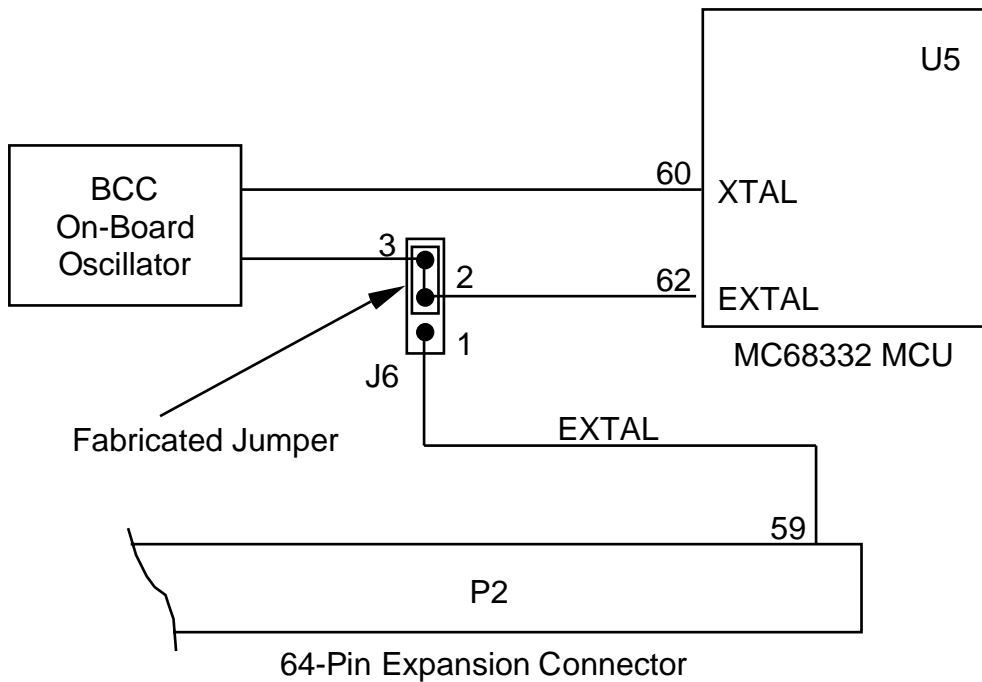 U5
BCC
On-Board
Oscillator
60
XTAL
3
2
62
EXTAL
1
MC68332 MCU
J6
Fabricated Jumper
EXTAL
59
P2
64-Pin Expansion Connector